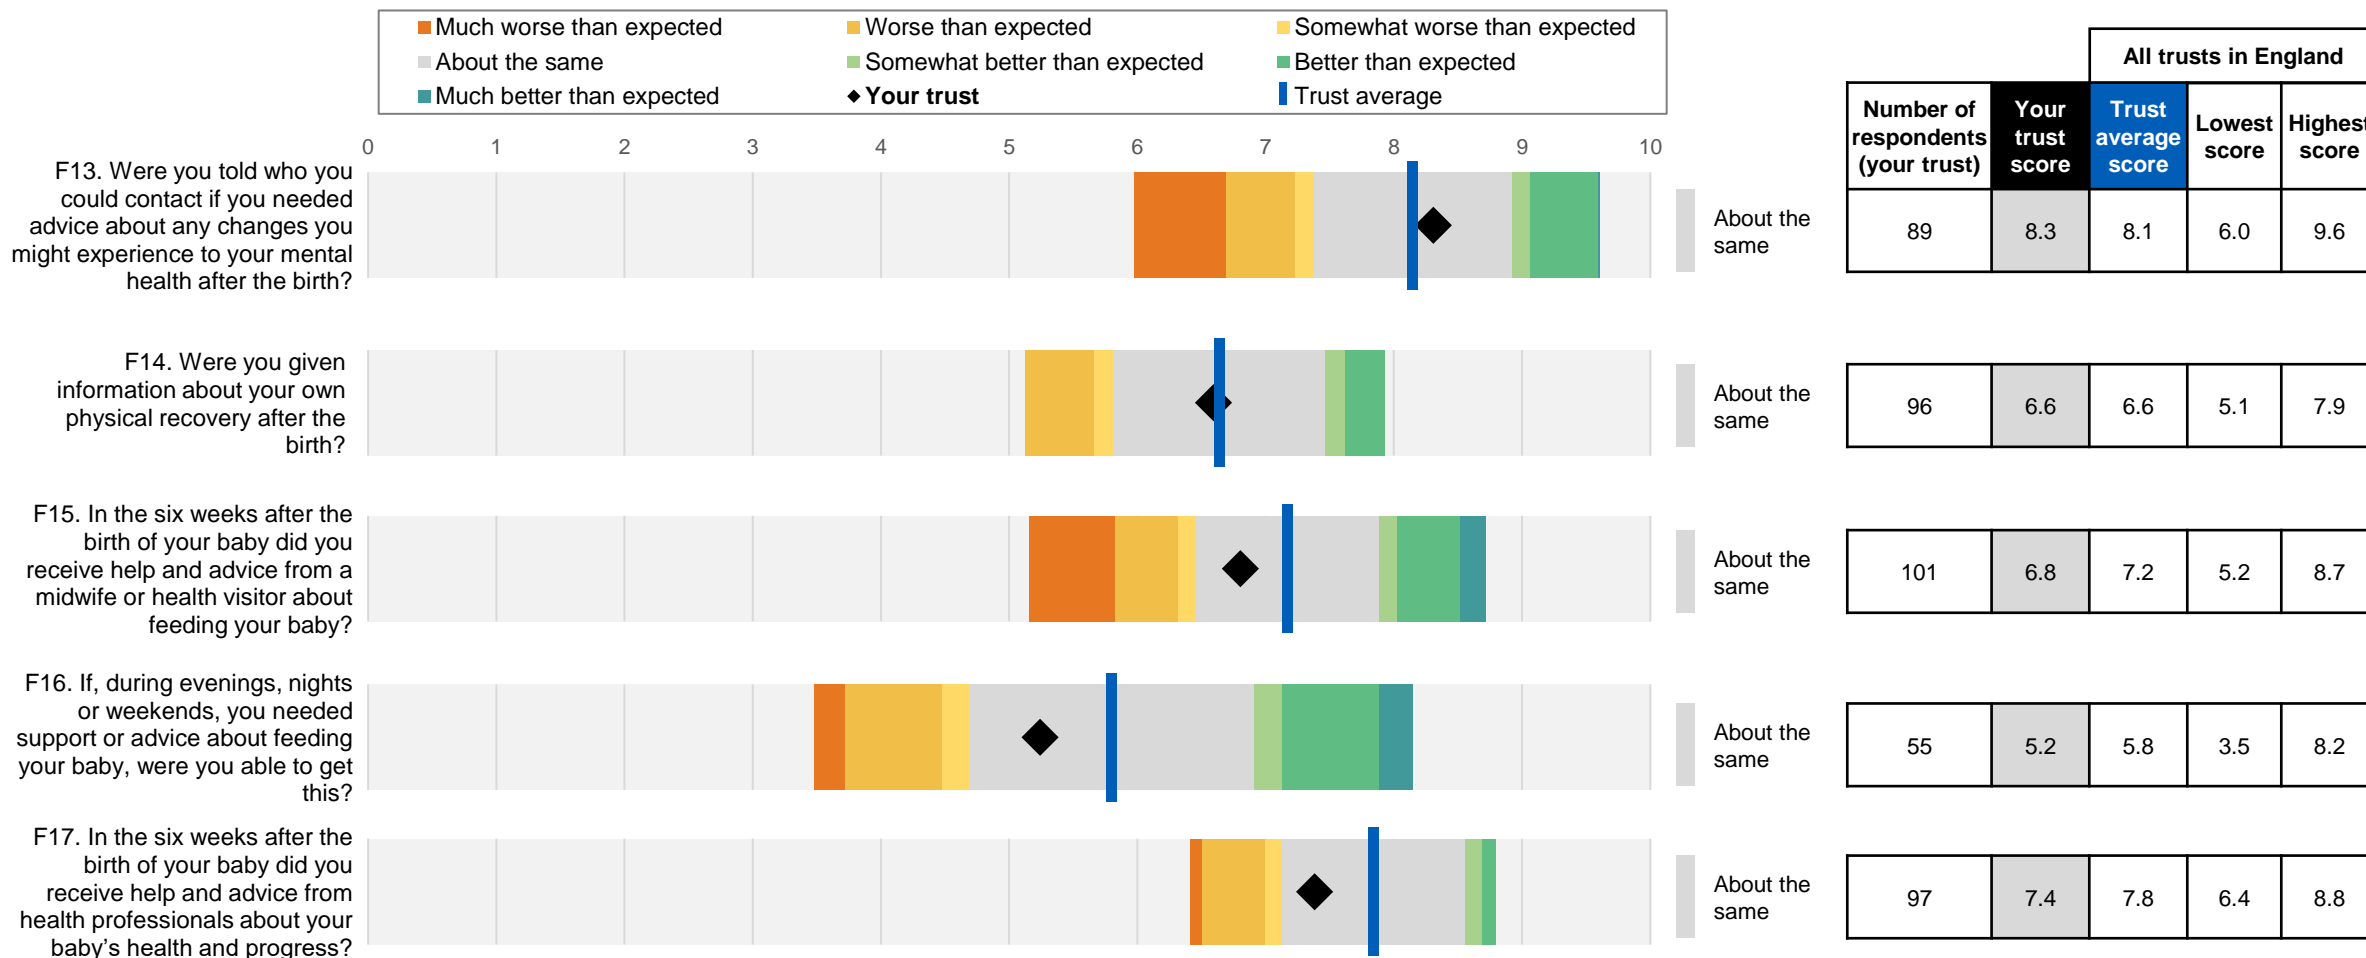 Much worse than expected
Worse than expected
Somewhat worse than expected
About the same
Somewhat better than expected
Better than expected
Much better than expected
Your trust
Trust average
All trusts in England
Number of
respondents
(your trust)
Your
trust
score
Trust
average
score
Lowest
score
Highest
score
0 1 2 3 4 5 6 7 8 9 10
F13. Were you told who you
could contact if you needed
advice about any changes you
might experience to your mental
health after the birth?
About the
same
89 8.3 8.1 6.0 9.6
F14. Were you given
information about your own
physical recovery after the
birth?
About the
same
96 6.6 6.6 5.1 7.9
F15. In the six weeks after the
birth of your baby did you
receive help and advice from a
midwife or health visitor about
feeding your baby?
About the
same
101 6.8 7.2 5.2 8.7
F16. If, during evenings, nights
or weekends, you needed
support or advice about feeding
your baby, were you able to get
this?
About the
same
55 5.2 5.8 3.5 8.2
F17. In the six weeks after the
birth of your baby did you
receive help and advice from
health professionals about your
baby’s health and progress?
About the
same
97 7.4 7.8 6.4 8.8